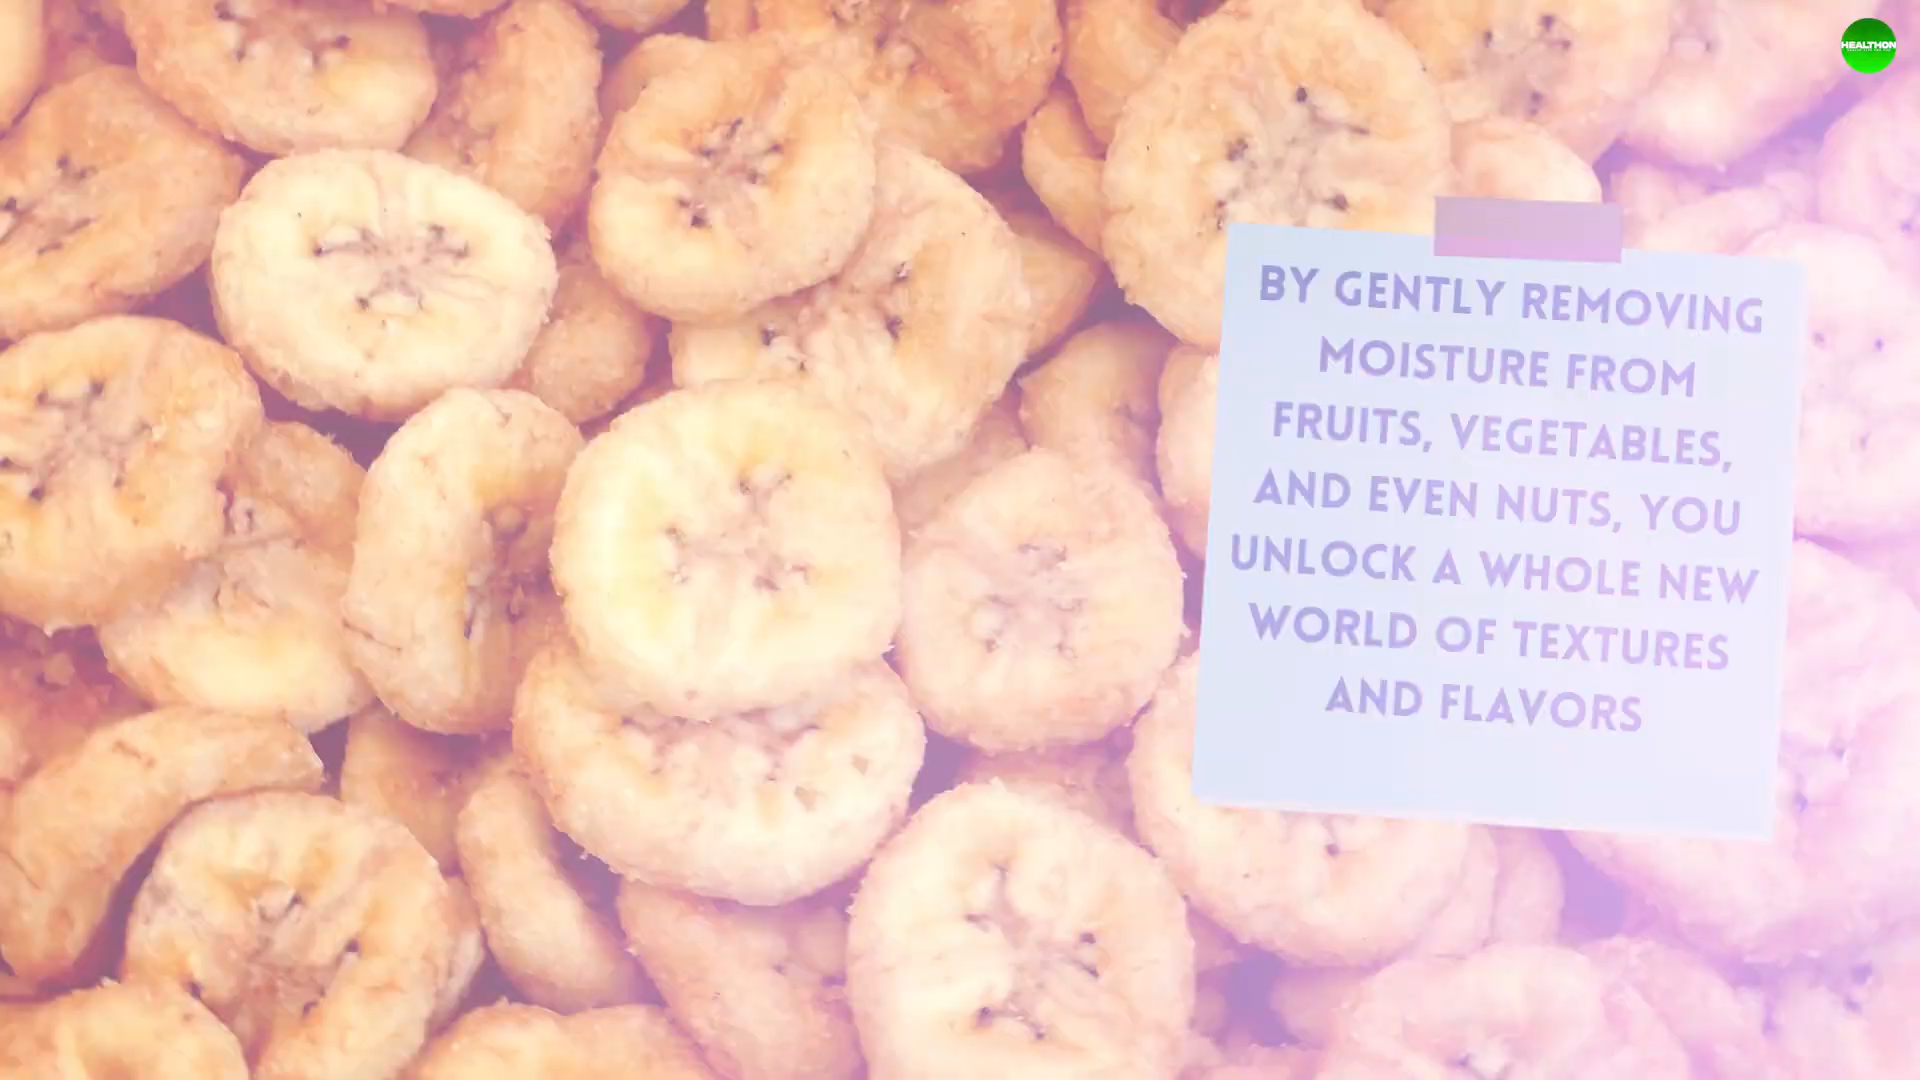 HEALTHON
BY GENTLY REMOVING
MOISTURE FROM
FRUITS, VEGETABLES,
AND EVEN NUTS, YOU
UNLOCK A WHOLE NEW
WORLD OF TEXTURES
AND FLAVORS